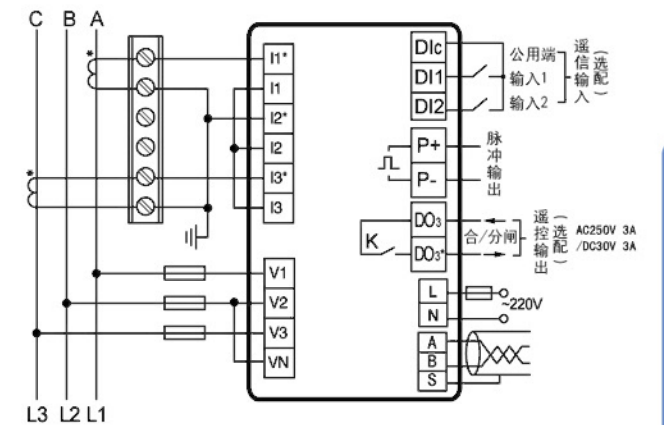 C B A
*
*
I1*
I1
I2*
I2
I3*
I3
V1
V2
V3
VN
L3 L2 L1
DIc
DI1
DI2
公用端
输入1
输入2
遥信输入
(选配)
P+
P-
脉冲输出
DO3
DO3*
K
合/分闸
遥控输出
(选配)
AC250V 3A
/DC30V 3A
L
N
~220V
A
B
S